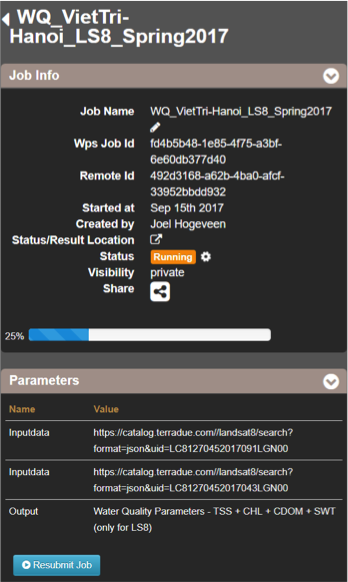 WQ_VietTri-
Hanoi_LS8_Spring2017
Job Info
Job Name WQ_VietTri-Hanoi_LS8_Spring2017
Wps Job Id fd4b5b48-1e85-4f75-a3bf-
6e60db377d40
Remote Id 492d3168-a62b-4ba0-afcf-
33952bbdd932
Started at Sep 15th 2017
Created by Joel Hogeveen
Status/Result Location
Status Running
Visibility private
Share
25%
Parameters
Name Value
Inputdata https://catalog.terradue.com//landsat8/search?
format=json&uid=LC81270452017091LGN00
Inputdata https://catalog.terradue.com//landsat8/search?
format=json&uid=LC81270452017043LGN00
Output Water Quality Parameters - TSS + CHL + CDOM + SWT
(only for LS8)
Resubmit Job